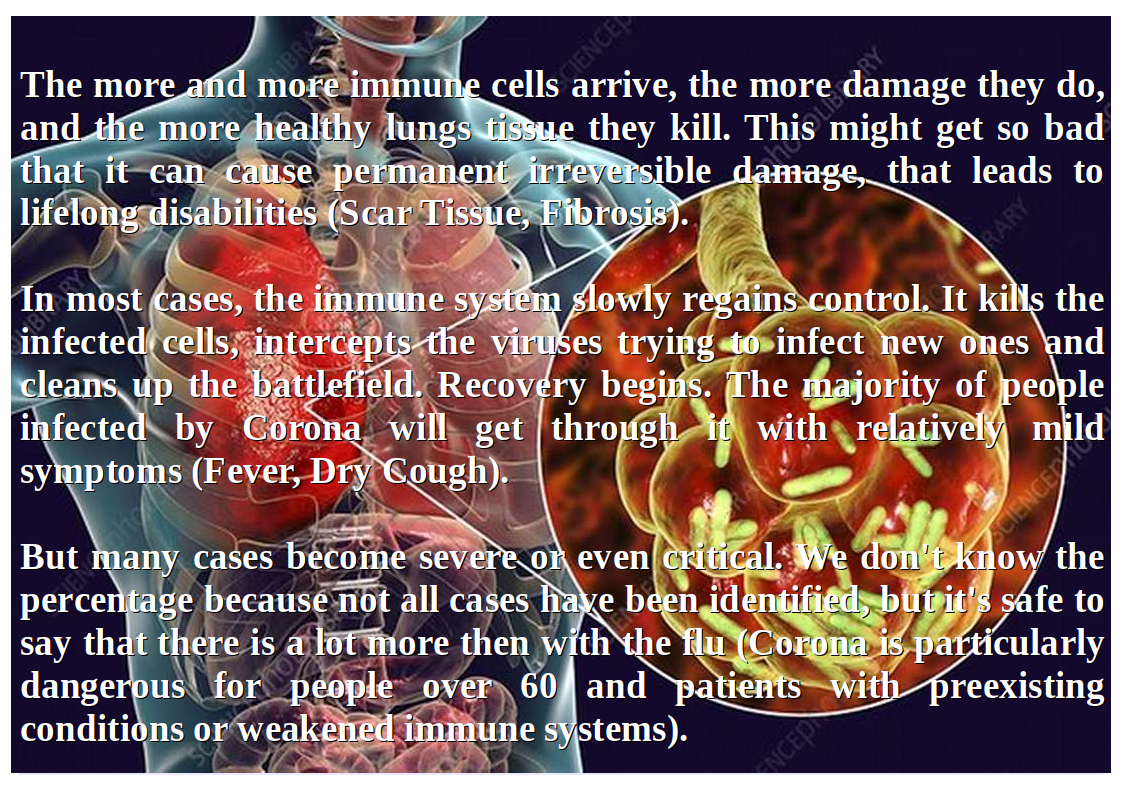 The more and more immune cells arrive, the more damage they do,
and the more healthy lungs tissue they kill. This might get so bad
that it can cause permanent irreversible damage, that leads to
lifelong disabilities (Scar Tissue, Fibrosis).
In most cases, the immune system slowly regains control. It kills the
infected cells, intercepts the viruses trying to infect new ones and
cleans up the battlefield. Recovery begins. The majority of people
infected by Corona will get through it with relatively mild
symptoms (Fever, Dry Cough).
But many cases become severe or even critical. We don't know the
percentage because not all cases have been identified, but it's safe to
say that there is a lot more then with the flu (Corona is particularly
dangerous for people over 60 and patients with preexisting
conditions or weakened immune systems).